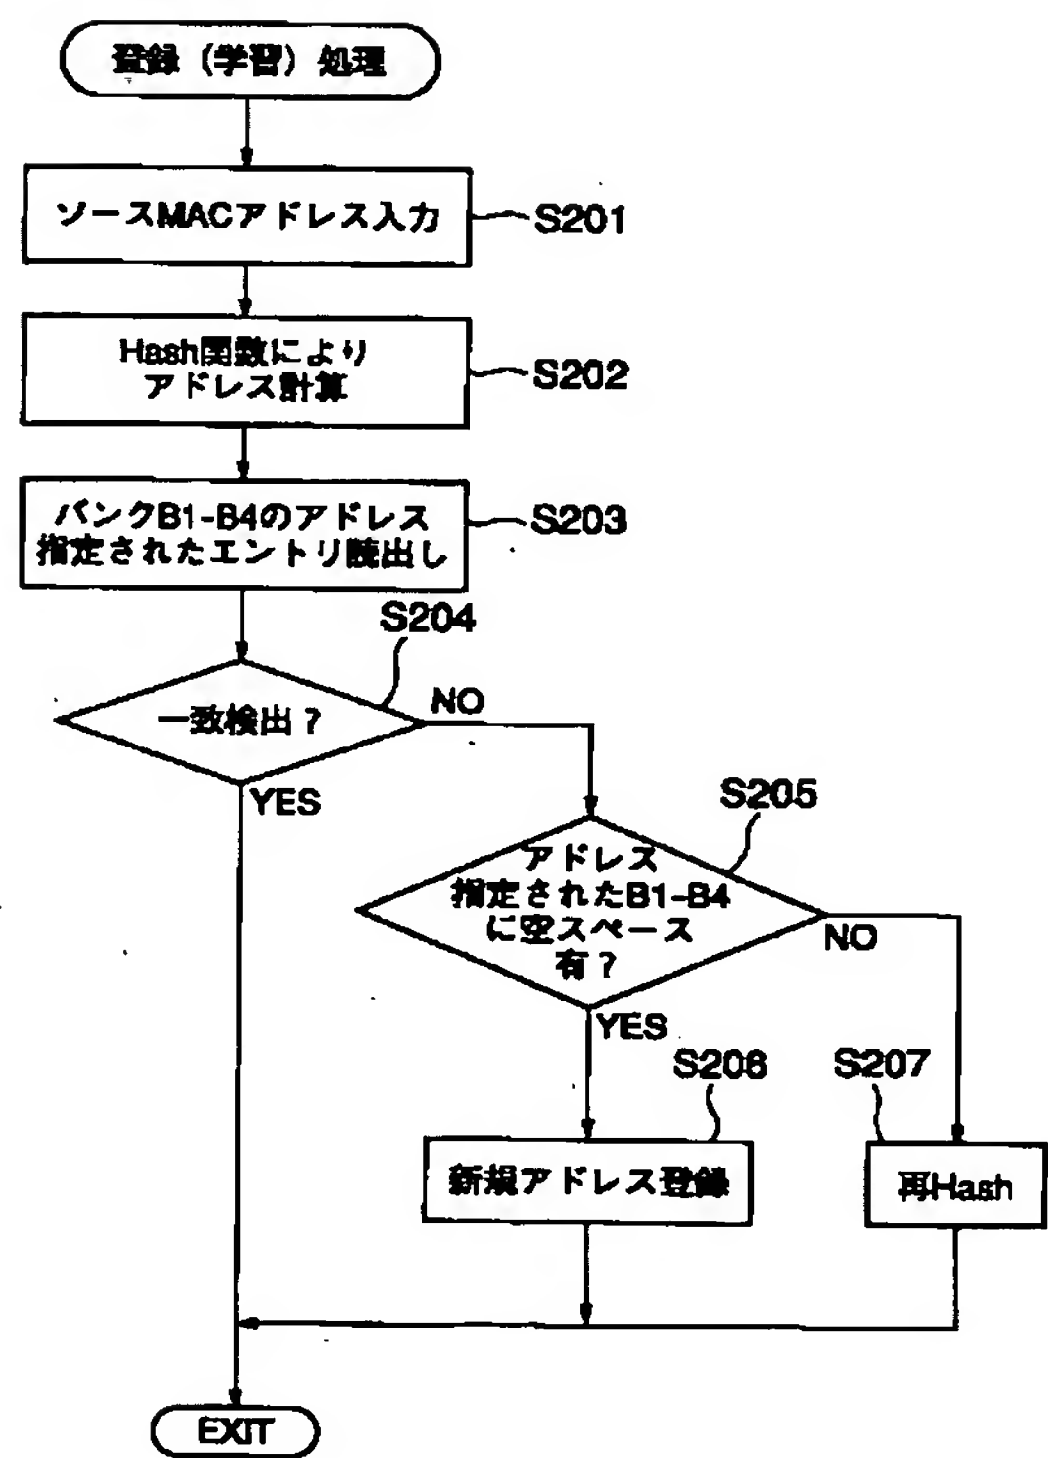 登録（学習）処理
ソースMACアドレス入力
S201
Hash関数により
アドレス計算
S202
バンクB1-B4のアドレス
指定されたエントリ読出し
S203
S204
一致検出？
NO
YES
S205
アドレス
指定されたB1-B4
に空スペース
有？
NO
YES
S206
新規アドレス登録
S207
再Hash
EXIT